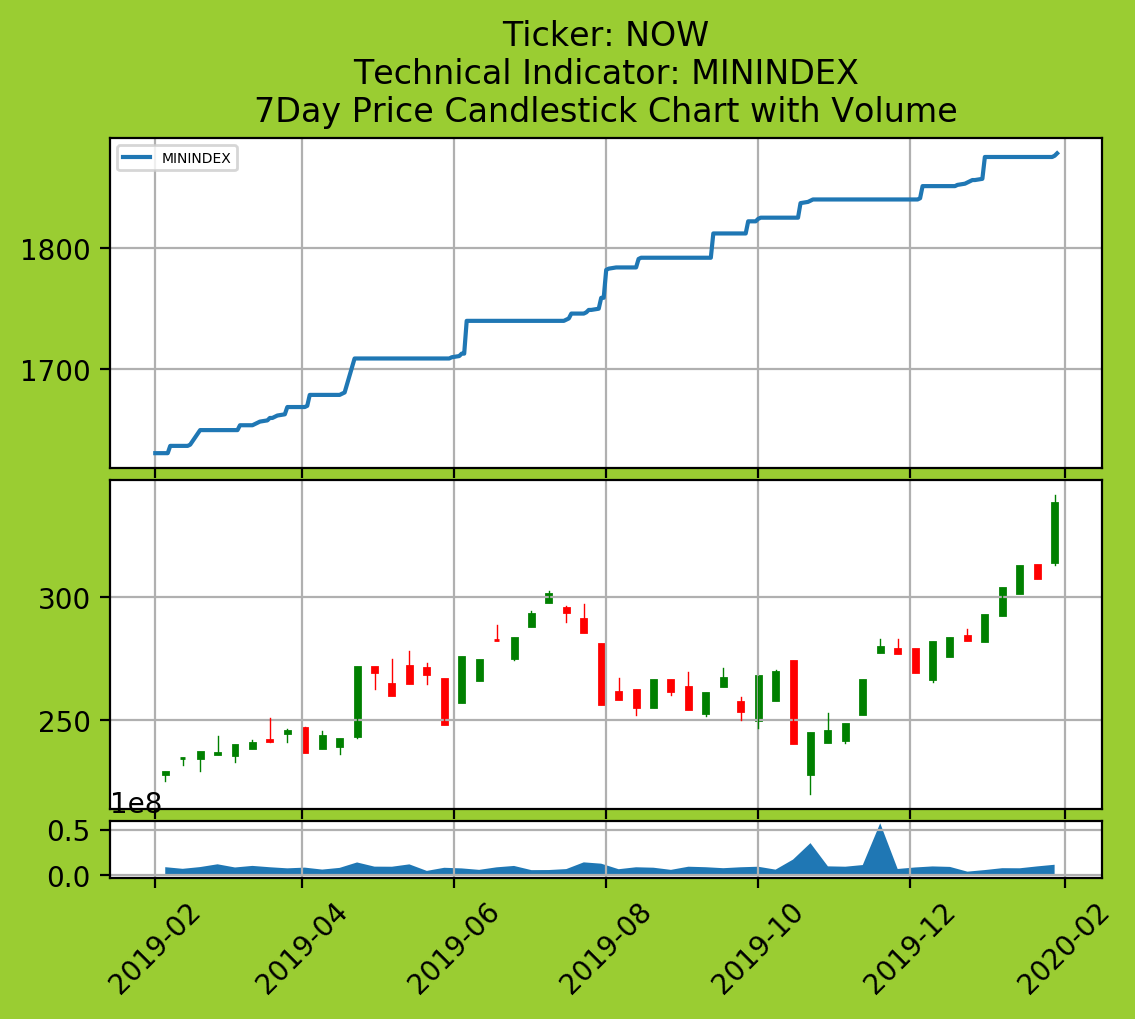 Ticker: NOW
Technical Indicator: MININDEX
7Day Price Candlestick Chart with Volume
MININDEX
1800
1700
300
250
1e8
0.5
0.0
2019-02
2019-04
2019-06
2019-08
2019-10
2019-12
2020-02